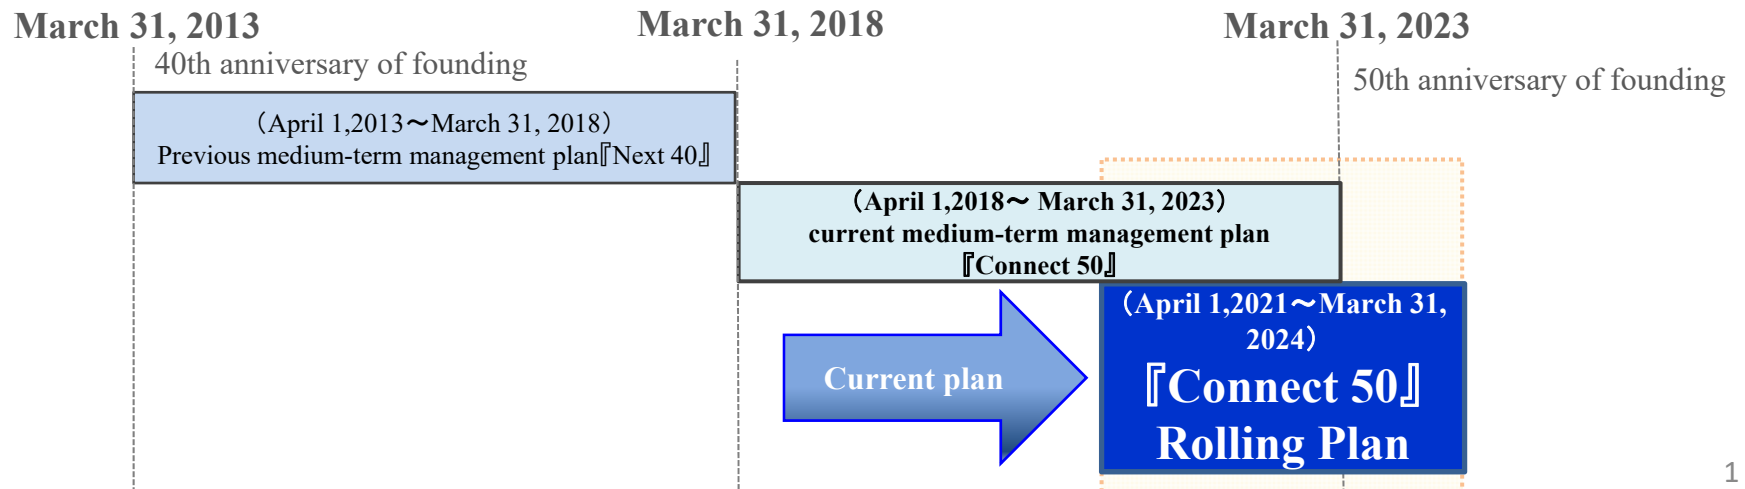 March 31, 2013
March 31, 2018
March 31, 2023
40th anniversary of founding
50th anniversary of founding
（April 1,2013～March 31, 2018）
Previous medium-term management plan『Next 40』
（April 1,2018～ March 31, 2023）
current medium-term management plan
『Connect 50』
（April 1,2021～March 31,
2024）
『Connect 50』
Rolling Plan
Current plan
1